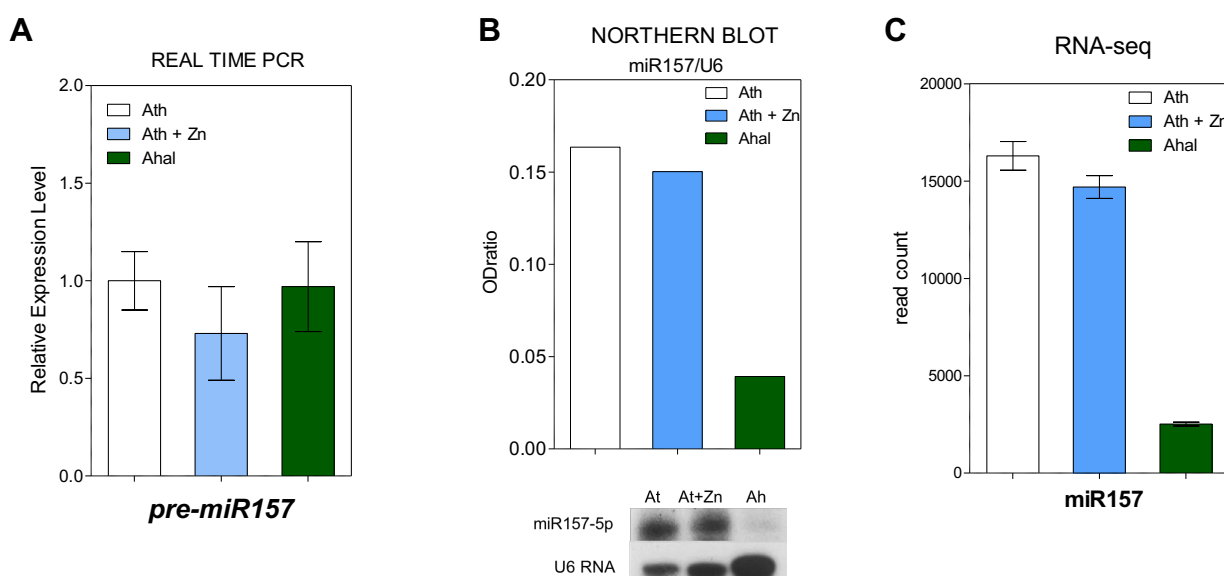 A
REAL TIME PCR
2.0
1.5
1.0
0.5
0.0
Relative Expression Level
Ath
Ath + Zn
Ahal
pre-miR157
B
NORTHERN BLOT
miR157/U6
0.20
0.15
0.10
0.05
0.00
ODratio
Ath
Ath + Zn
Ahal
At At+Zn Ah
miR157-5p
U6 RNA
C
RNA-seq
20000
15000
10000
5000
0
read count
Ath
Ath + Zn
Ahal
miR157